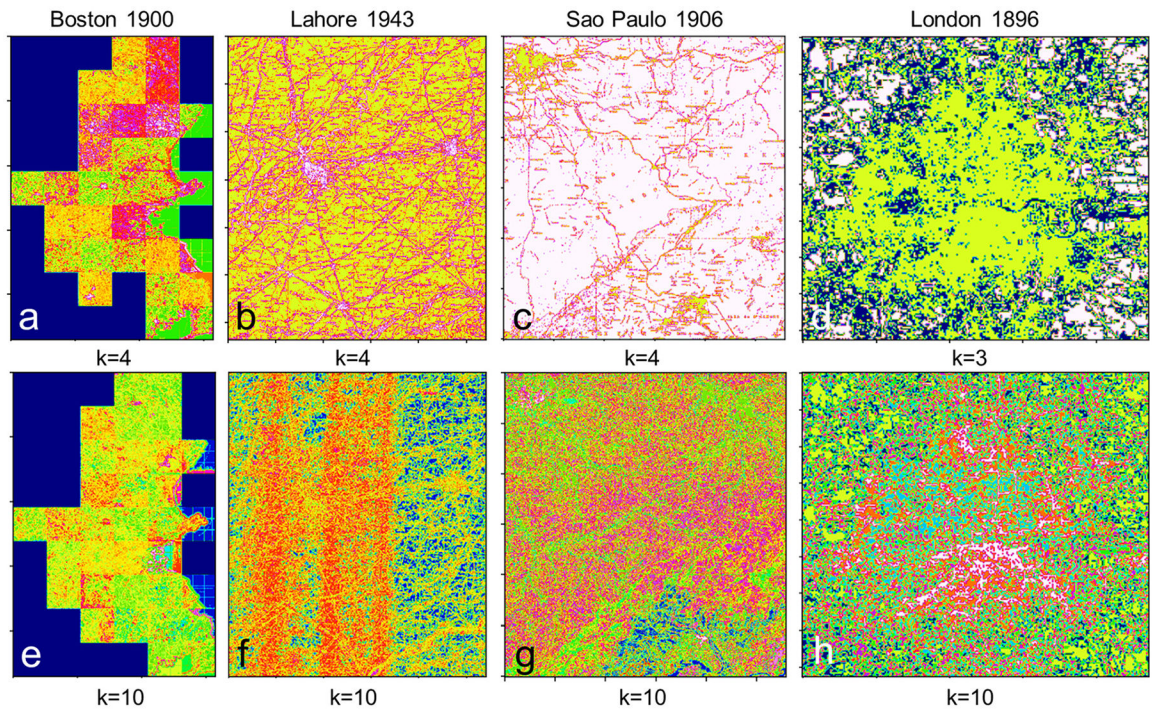 Boston 1900 Lahore 1943 Sao Paulo 1906 London 1896
a b c d
k=4 k=4 k=4 k=3
e f g h
k=10 k=10 k=10 k=10